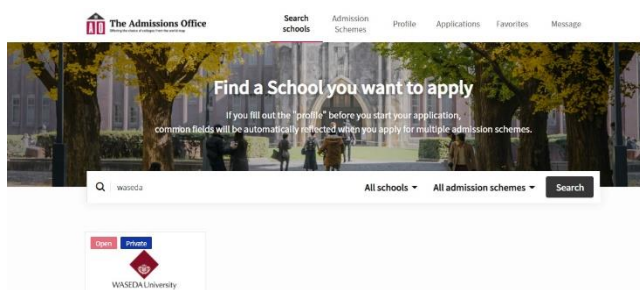 The Admissions Office
Search schools
Admission Schemes
Profile
Applications
Favorites
Message
Find a School you want to apply
If you fill out the "profile" before you start your application,
common fields will be automatically reflected when you apply for multiple admission schemes.
waseda
All schools
All admission schemes
Search
Open
Private
WASEDA University